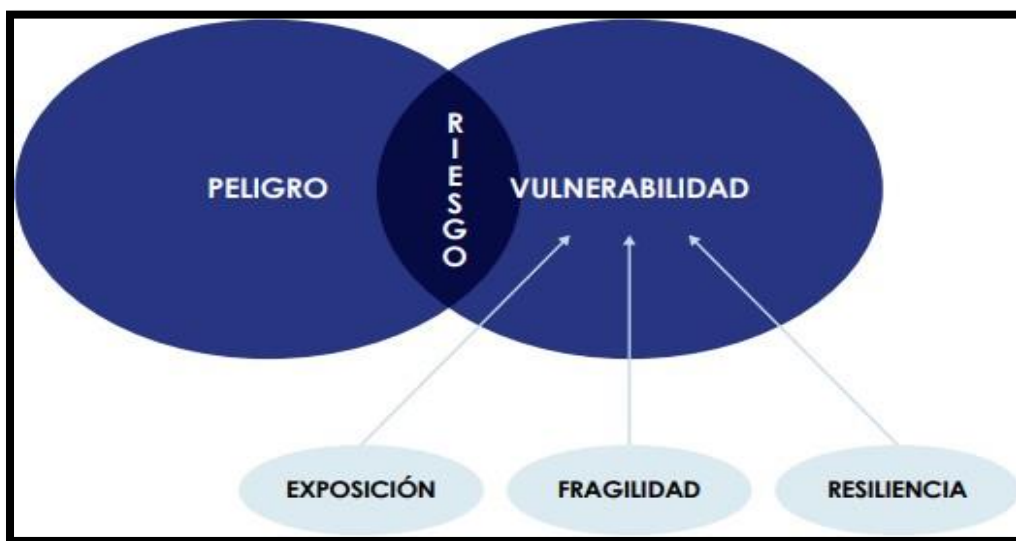 RIESGO
PELIGRO
VULNERABILIDAD
EXPOSICIÓN
FRAGILIDAD
RESILIENCIA